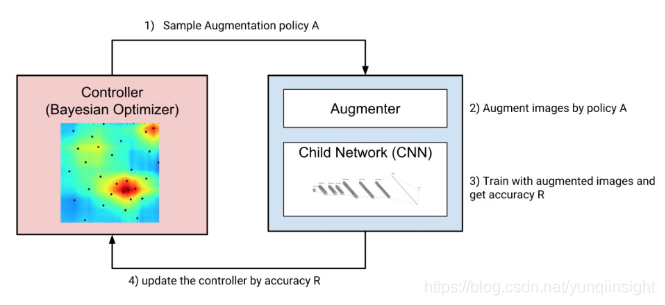 1) Sample Augmentation policy A
Controller
(Bayesian Optimizer)
Augmenter
2) Augment images by policy A
Child Network (CNN)
3) Train with augmented images and
get accuracy R
4) update the controller by accuracy R
https://blog.csdn.net/yunqiinsight